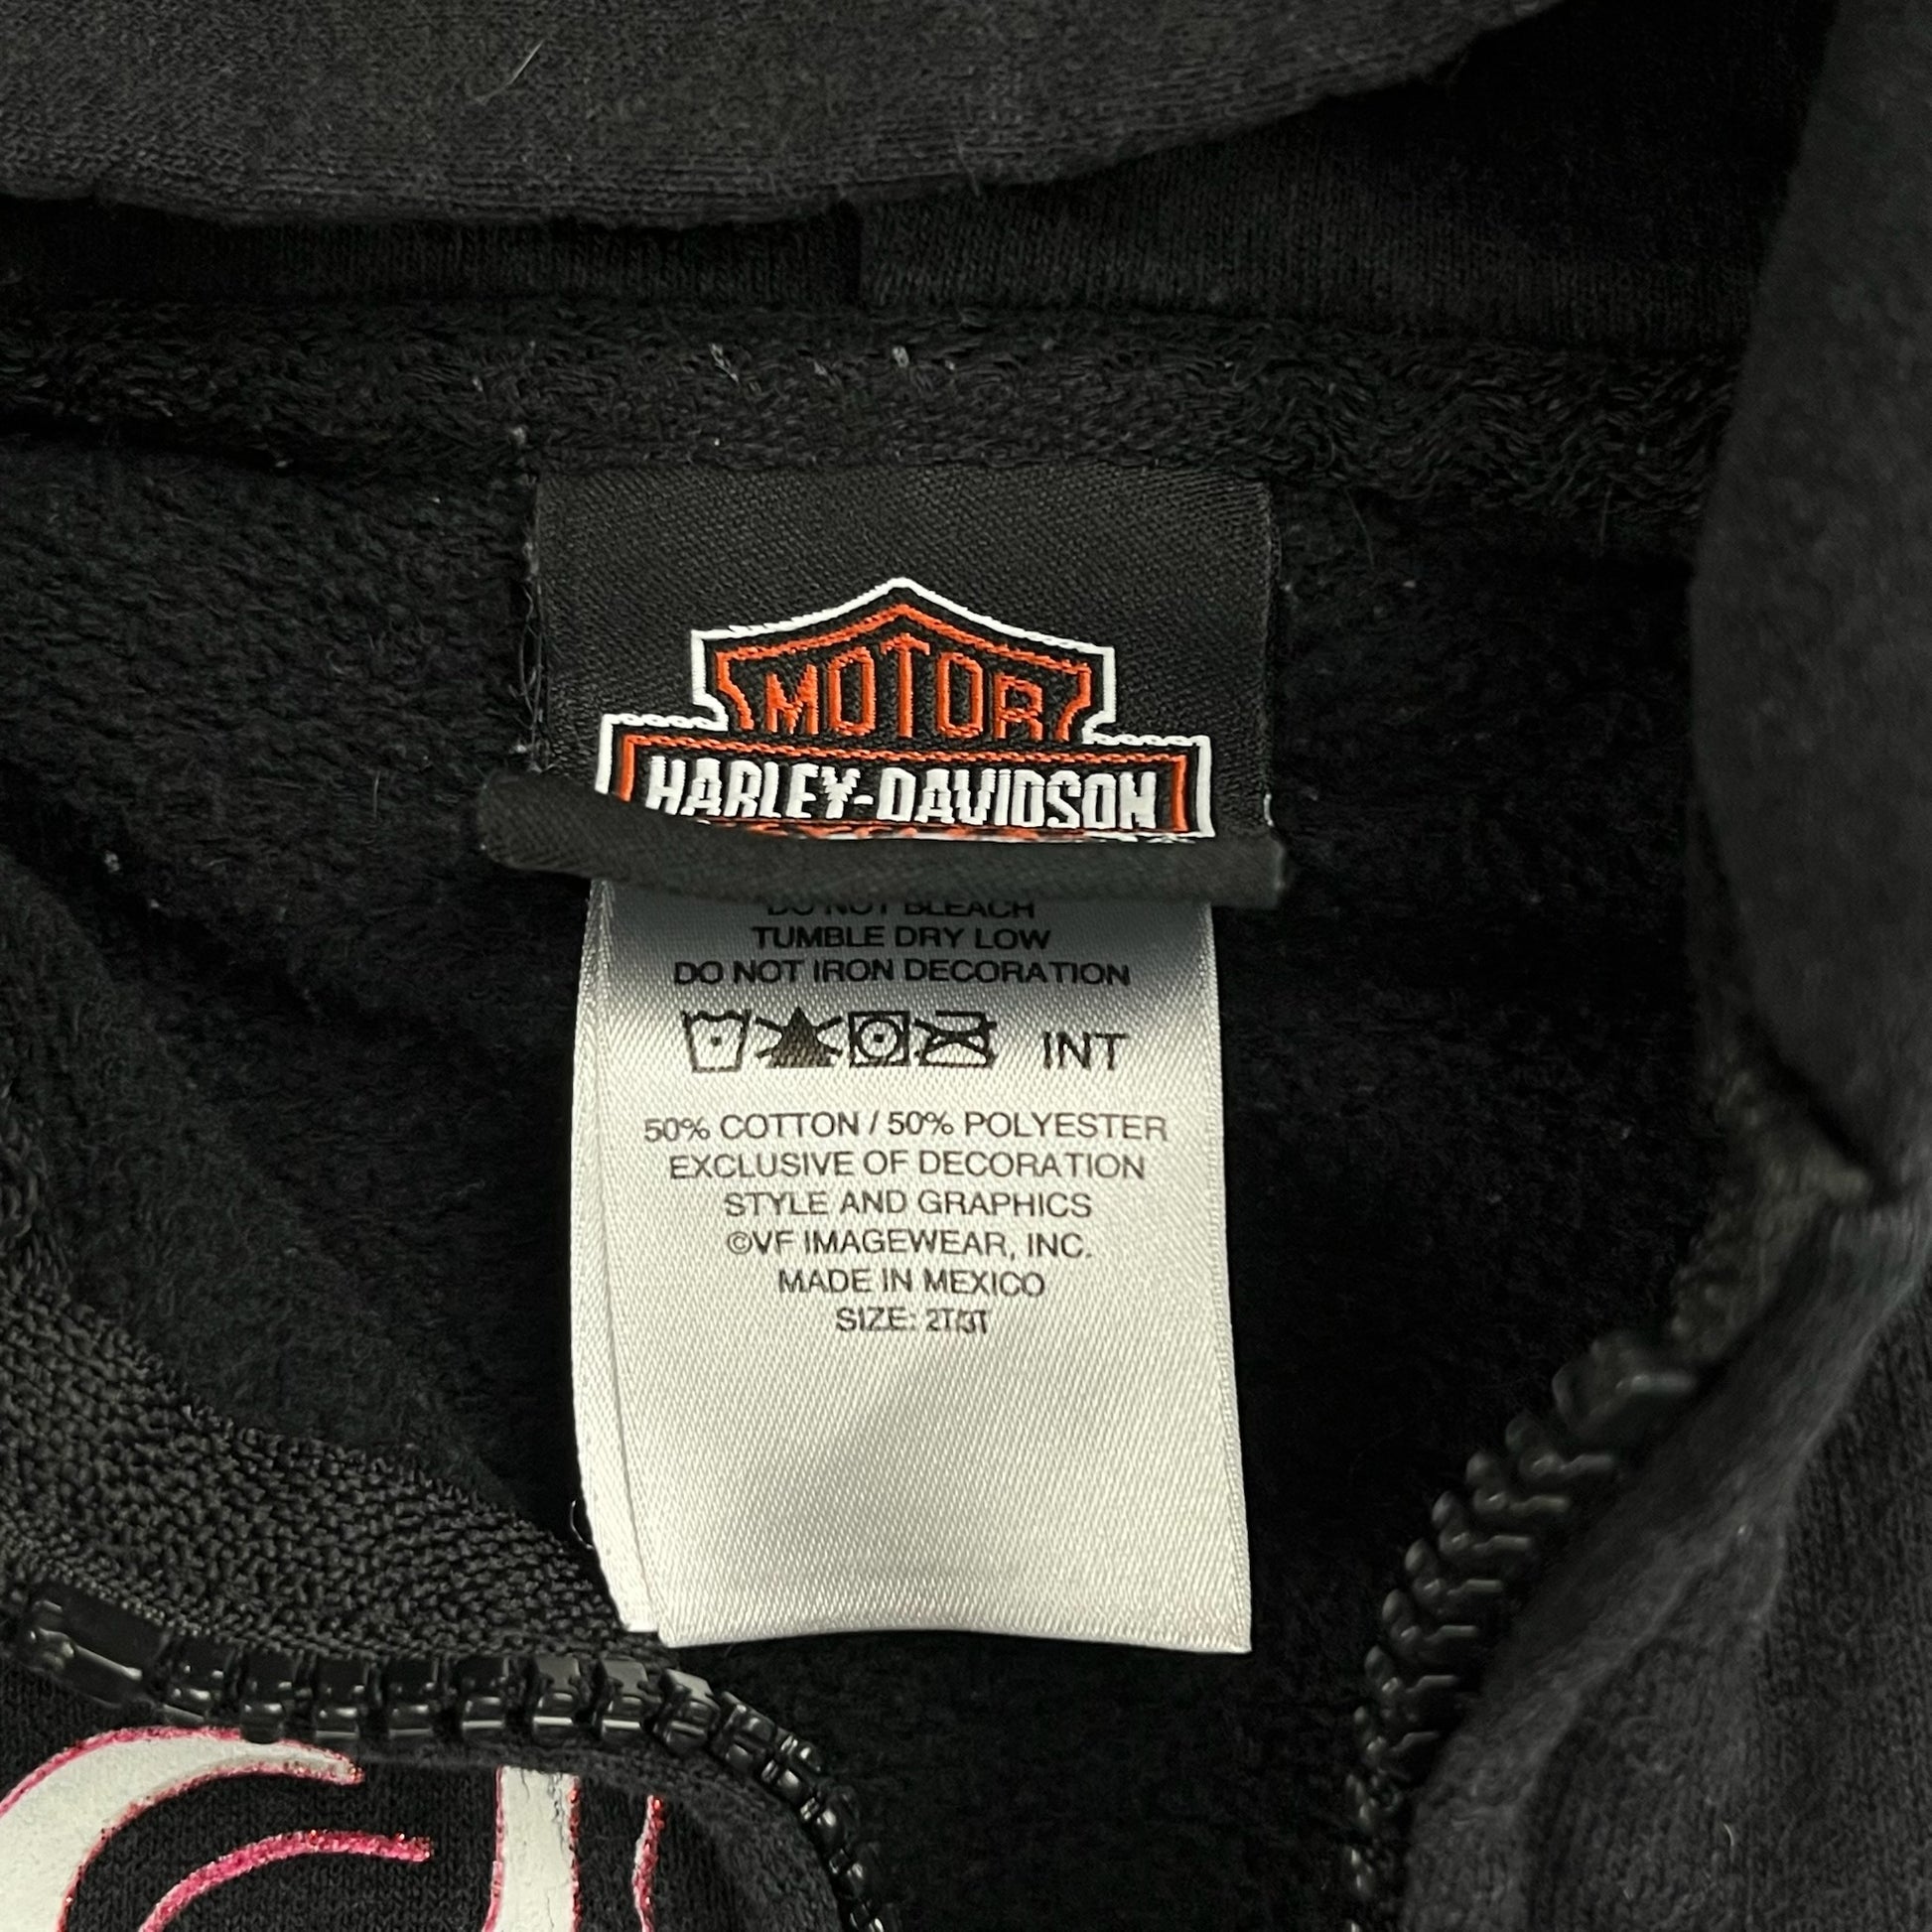 MOTOR
HARLEY-DAVIDSON
DO NOT BLEACH
TUMBLE DRY LOW
DO NOT IRON DECORATION
INT
50% COTTON / 50% POLYESTER
EXCLUSIVE OF DECORATION
STYLE AND GRAPHICS
©VF IMAGEWEAR, INC.
MADE IN MEXICO
SIZE: 2T/3T